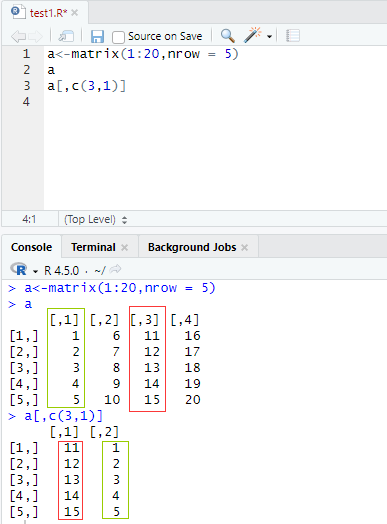 test1.R*
Source on Save
1 a<-matrix(1:20,nrow = 5)
2 a
3 a[,c(3,1)]
4
4:1 (Top Level)
Console Terminal Background Jobs
R 4.5.0 · ~/
> a<-matrix(1:20,nrow = 5)
> a
     [,1] [,2] [,3] [,4]
[1,]    1    6   11   16
[2,]    2    7   12   17
[3,]    3    8   13   18
[4,]    4    9   14   19
[5,]    5   10   15   20
> a[,c(3,1)]
     [,1] [,2]
[1,]   11    1
[2,]   12    2
[3,]   13    3
[4,]   14    4
[5,]   15    5